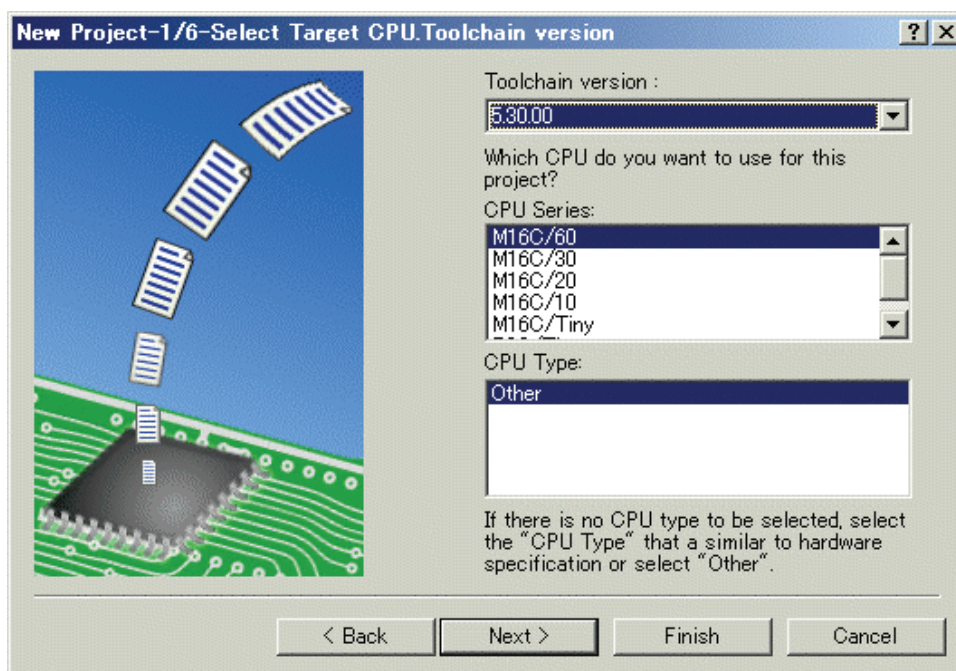 New Project-1/6-Select Target CPU.Toolchain version
Toolchain version :
5.30.00
Which CPU do you want to use for this
project?
CPU Series:
M16C/60
M16C/30
M16C/20
M16C/10
M16C/Tiny
CPU Type:
Other
If there is no CPU type to be selected, select
the "CPU Type" that a similar to hardware
specification or select "Other".
< Back
Next >
Finish
Cancel